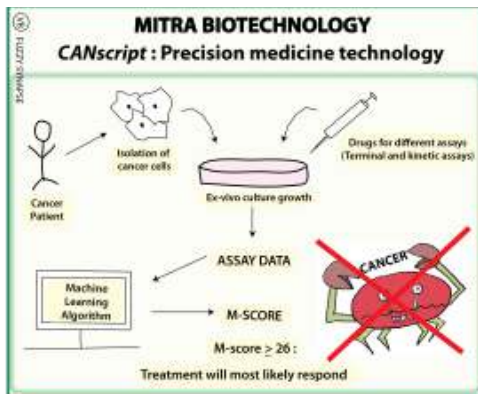 MITRA BIOTECHNOLOGY
CANscript : Precision medicine technology
FUZZY SYNAPSE
Isolation of
cancer cells
Drugs for different assays
(Terminal and kinetic assays)
Cancer
Patient
Ex-vivo culture growth
ASSAY DATA
CANCER
Machine
Learning
Algorithm
M-SCORE
M-score ≥ 26 :
Treatment will most likely respond